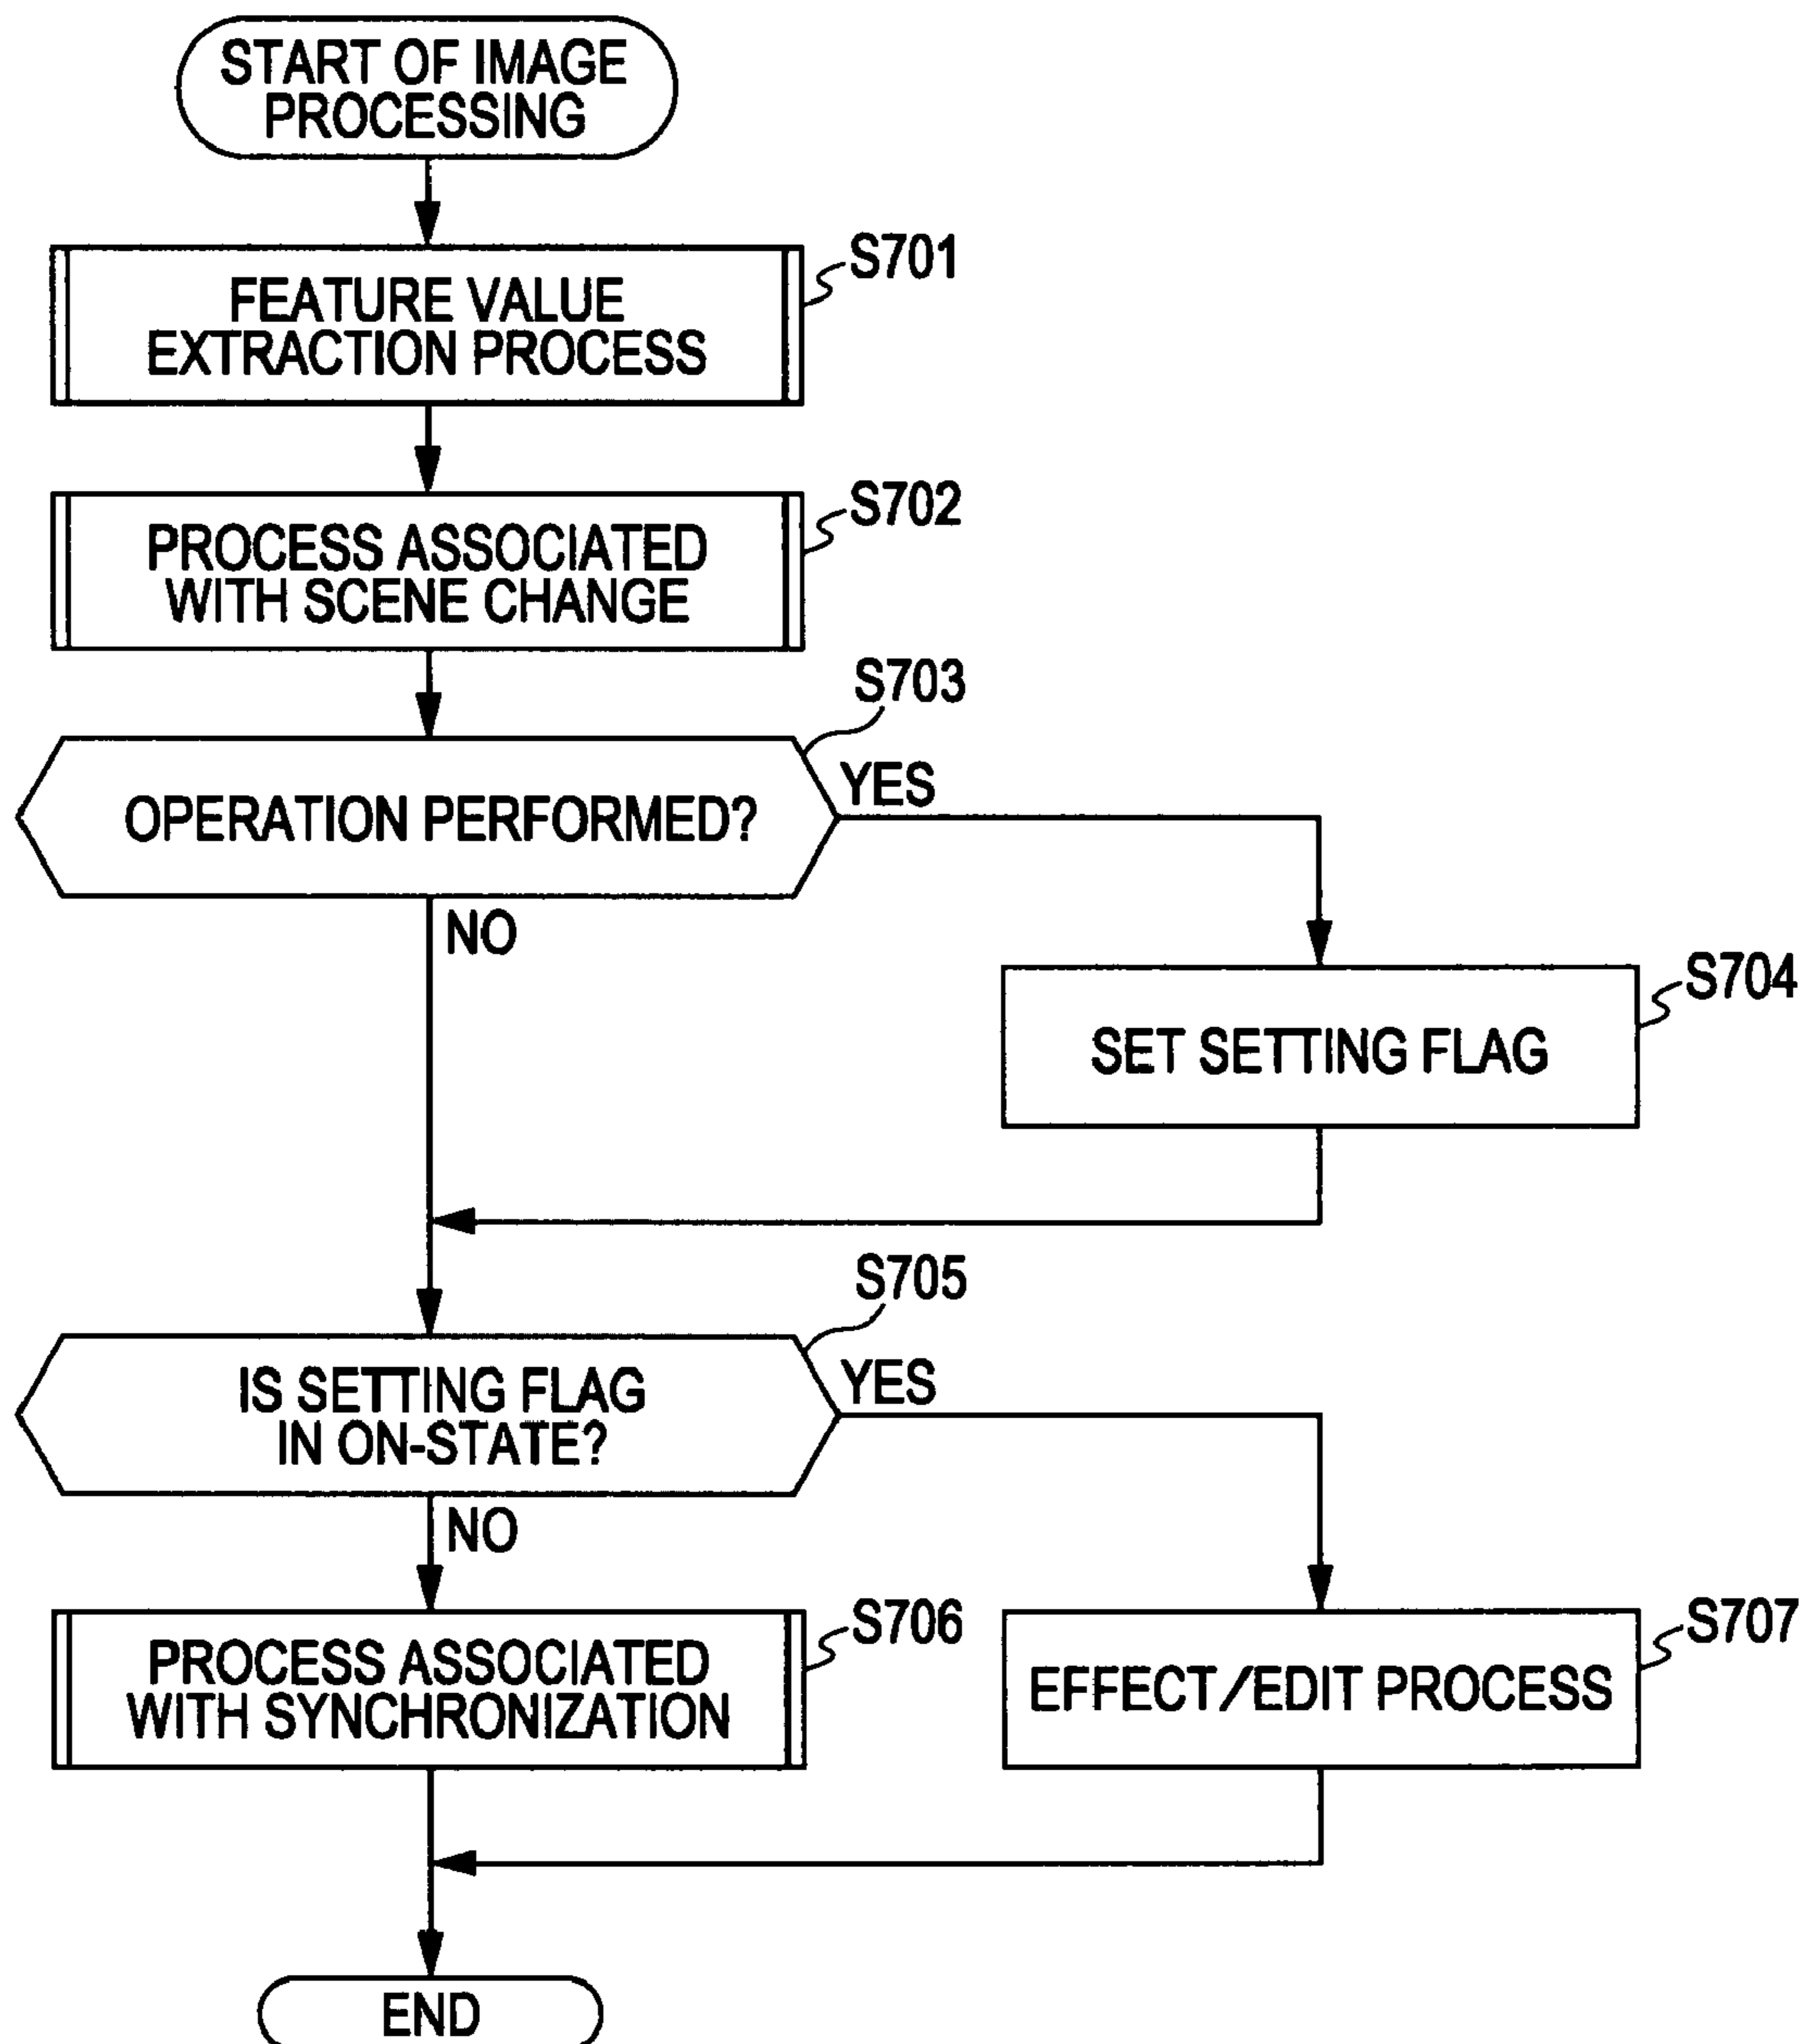 START OF IMAGE
PROCESSING
S701
FEATURE VALUE
EXTRACTION PROCESS
S702
PROCESS ASSOCIATED
WITH SCENE CHANGE
S703
OPERATION PERFORMED?
YES
NO
S704
SET SETTING FLAG
S705
IS SETTING FLAG
IN ON-STATE?
YES
NO
S706
PROCESS ASSOCIATED
WITH SYNCHRONIZATION
S707
EFFECT/EDIT PROCESS
END